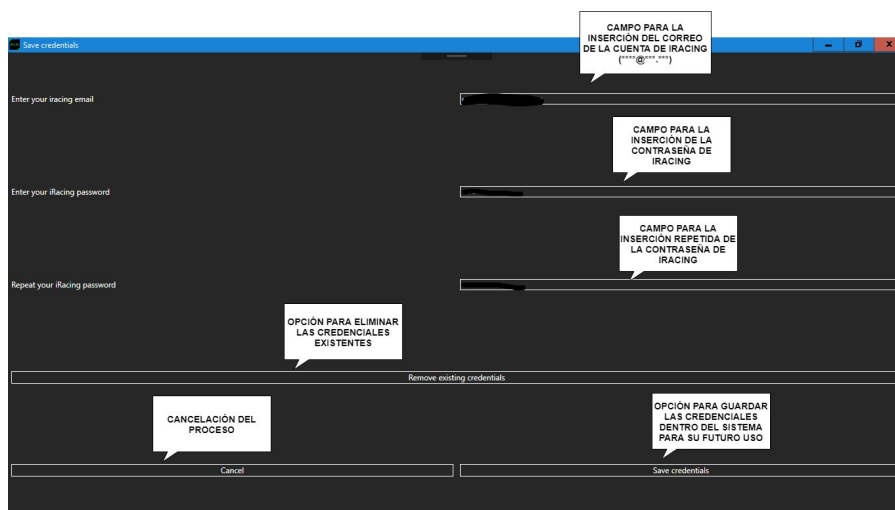 CAMPO PARA LA
INSERCIÓN DEL CORREO
DE LA CUENTA DE IRACING
(****@***.***)
Save credentials
Enter your iracing email
CAMPO PARA LA
INSERCIÓN DE LA
CONTRASEÑA DE
IRACING
Enter your iRacing password
CAMPO PARA LA
INSERCIÓN REPETIDA DE
LA CONTRASEÑA DE
IRACING
Repeat your iRacing password
OPCIÓN PARA ELIMINAR
LAS CREDENCIALES
EXISTENTES
Remove existing credentials
CANCELACIÓN DEL
PROCESO
OPCIÓN PARA GUARDAR
LAS CREDENCIALES
DENTRO DEL SISTEMA
PARA SU FUTURO USO
Cancel
Save credentials